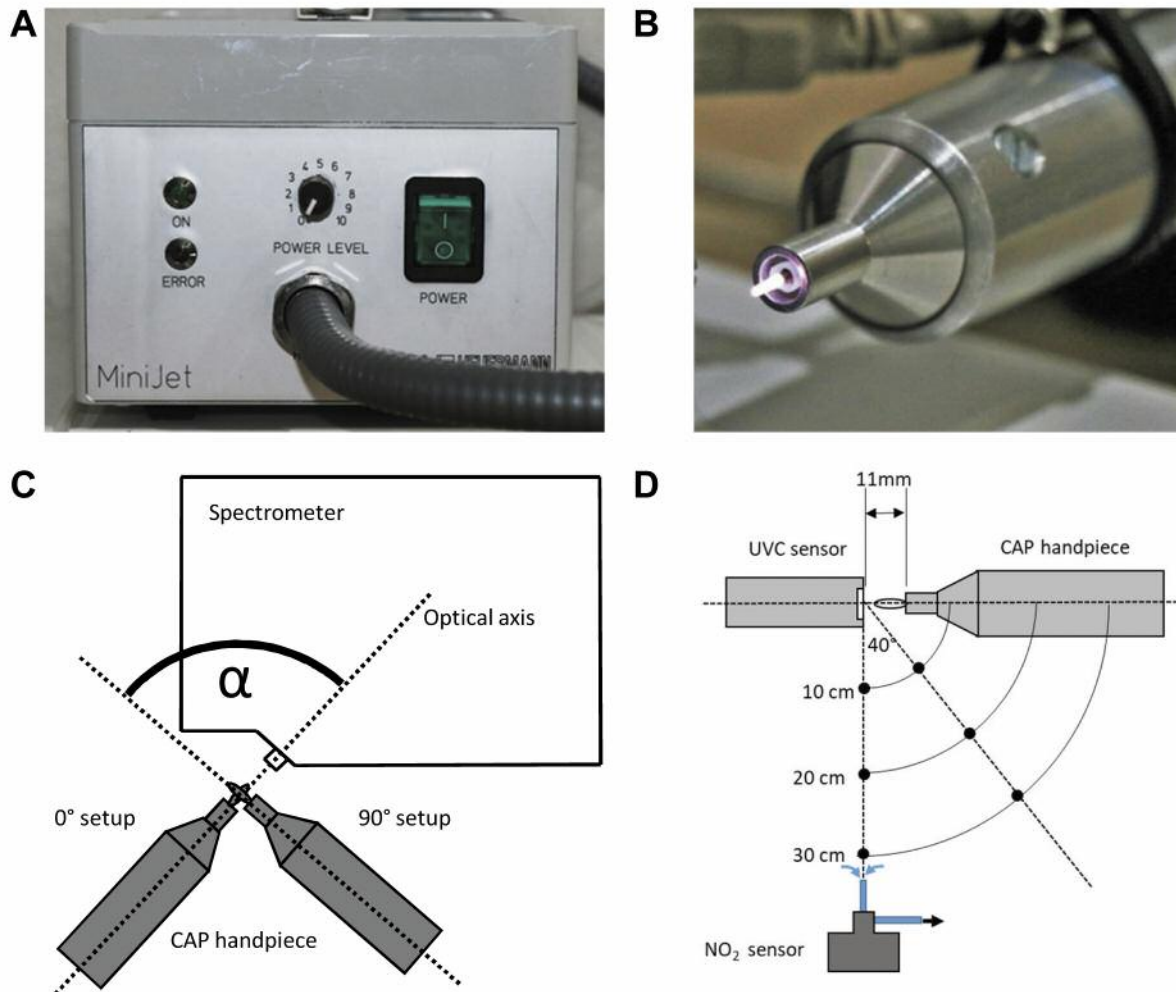 A
5
4 6
3 7
2 8
1 9
0 10
ON
POWER LEVEL
ERROR
POWER
MiniJet
B
C
Spectrometer
Optical axis
α
0° setup
90° setup
CAP handpiece
D
11mm
UVC sensor
CAP handpiece
40°
10 cm
20 cm
30 cm
NO₂ sensor